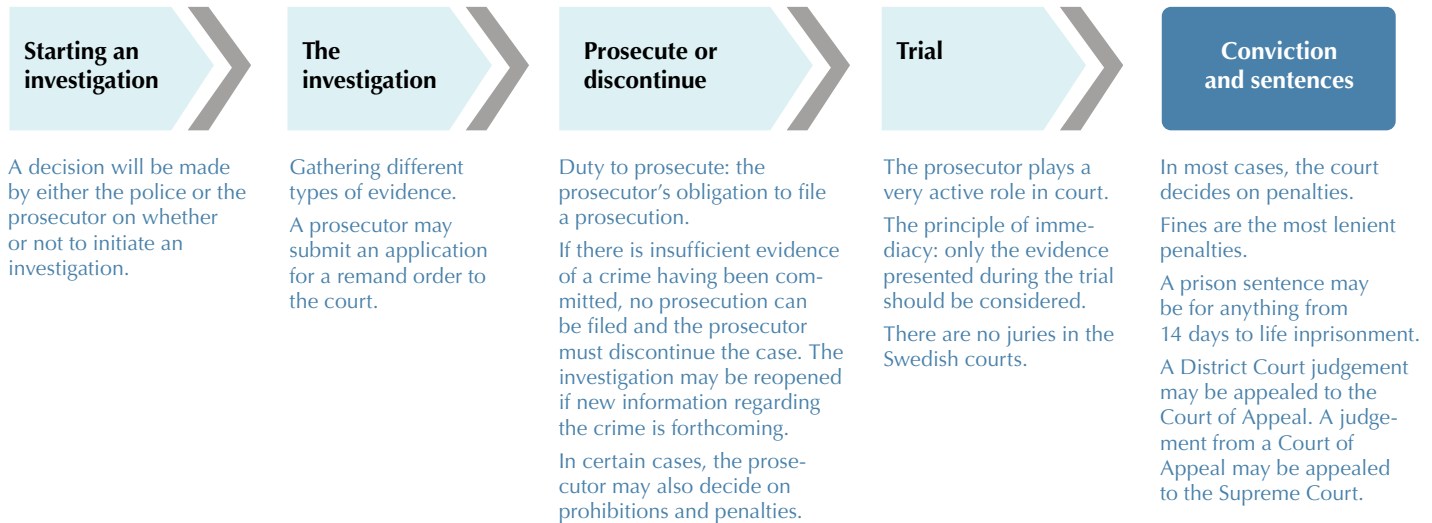 Starting an
investigation
A decision will be made
by either the police or the
prosecutor on whether
or not to initiate an
investigation.
The
investigation
Gathering different
types of evidence.
A prosecutor may
submit an application
for a remand order to
the court.
Prosecute or
discontinue
Duty to prosecute: the
prosecutor’s obligation to file
a prosecution.
If there is insufficient evidence
of a crime having been com-
mitted, no prosecution can
be filed and the prosecutor
must discontinue the case. The
investigation may be reopened
if new information regarding
the crime is forthcoming.
In certain cases, the prose-
cutor may also decide on
prohibitions and penalties.
Trial
The prosecutor plays a
very active role in court.
The principle of imme-
diacy: only the evidence
presented during the trial
should be considered.
There are no juries in the
Swedish courts.
Conviction
and sentences
In most cases, the court
decides on penalties.
Fines are the most lenient
penalties.
A prison sentence may
be for anything from
14 days to life inprisonment.
A District Court judgement
may be appealed to the
Court of Appeal. A judge-
ment from a Court of
Appeal may be appealed
to the Supreme Court.